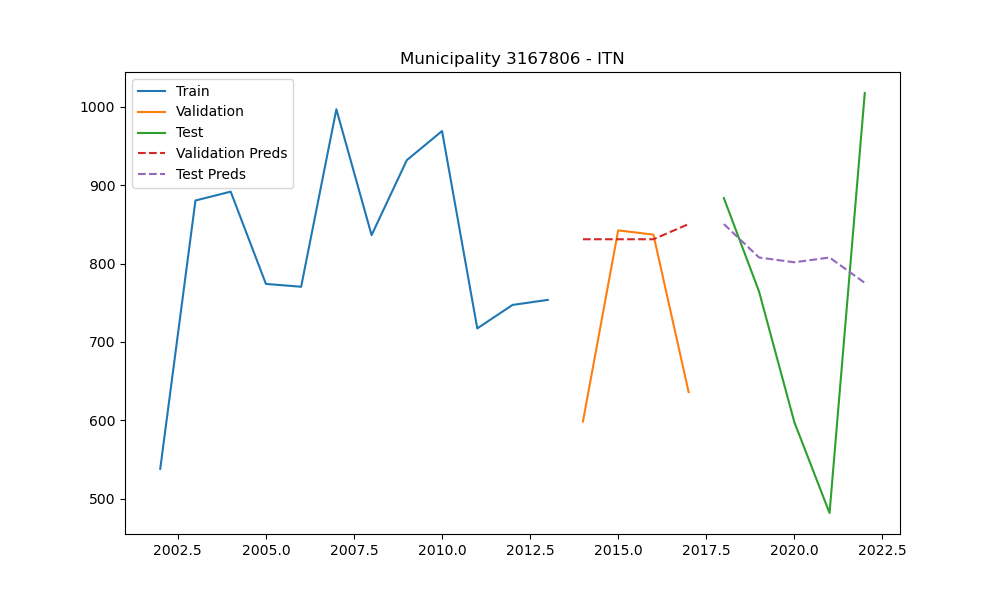 Municipality 3167806 - ITN
Train
Validation
Test
Validation Preds
Test Preds
1000
900
800
700
600
500
2002.5 2005.0 2007.5 2010.0 2012.5 2015.0 2017.5 2020.0 2022.5